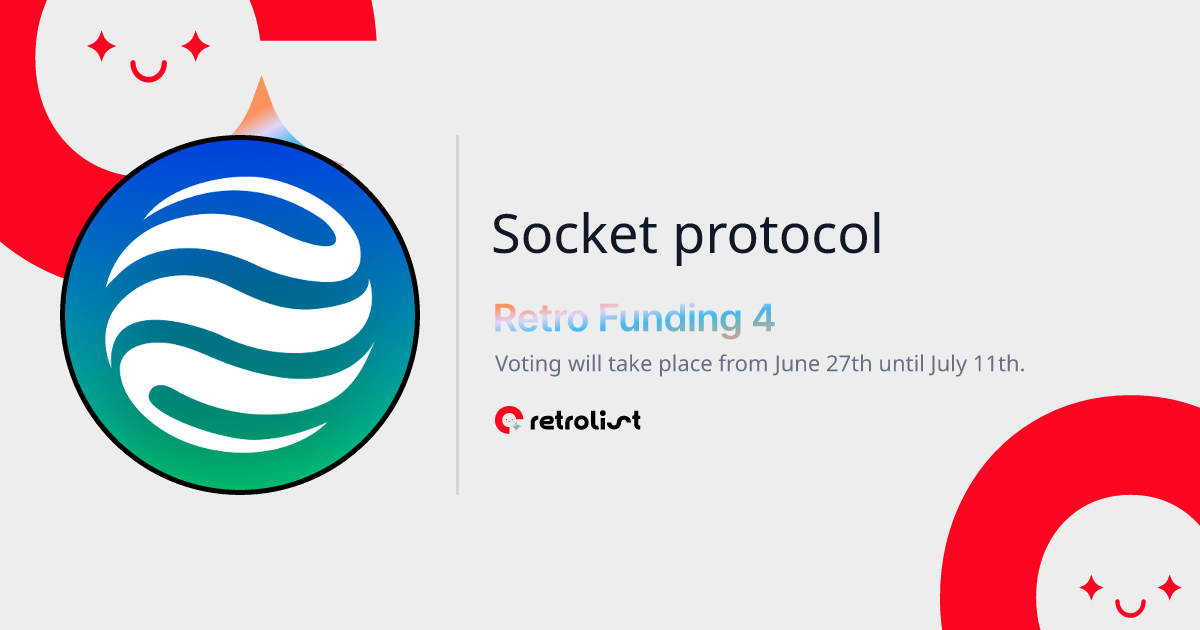 Socket protocol
Retro Funding 4
Voting will take place from June 27th until July 11th.
retrolist